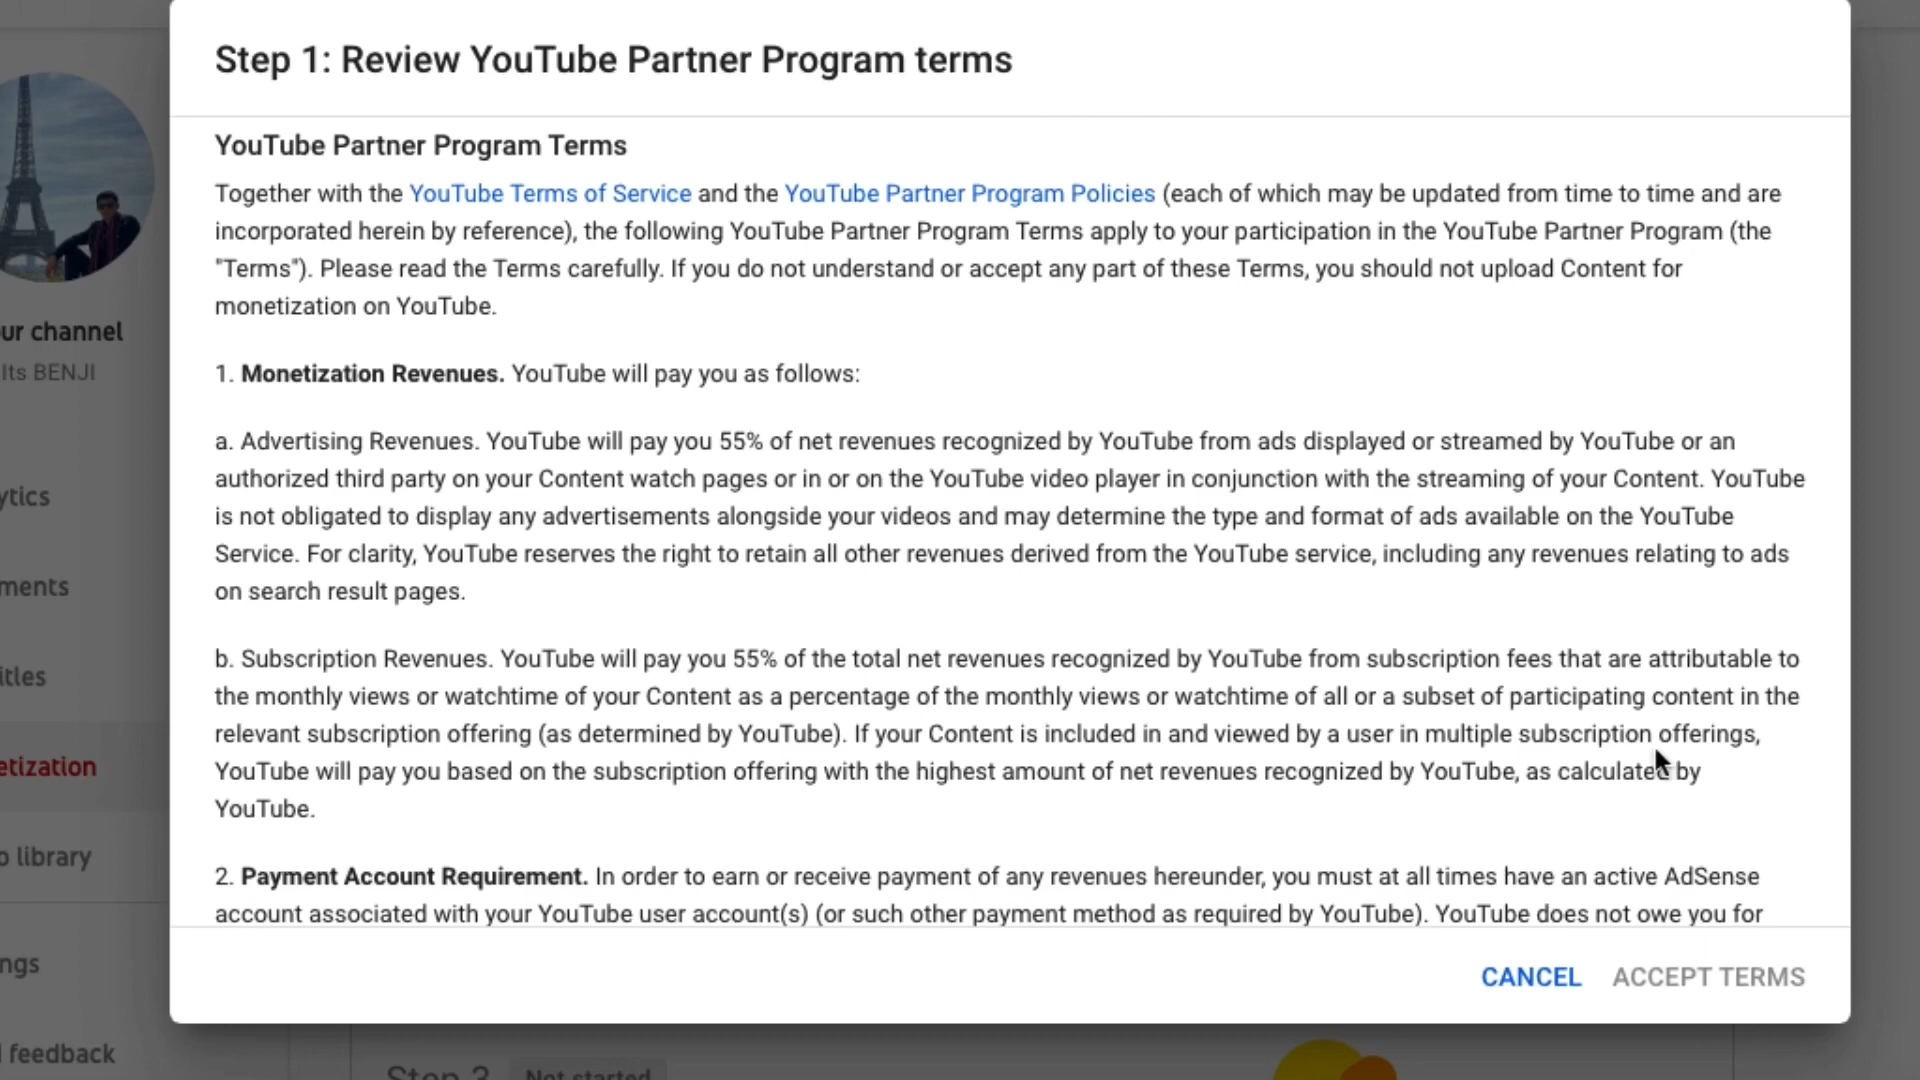 Step 1: Review YouTube Partner Program terms
YouTube Partner Program Terms
Together with the YouTube Terms of Service and the YouTube Partner Program Policies (each of which may be updated from time to time and are
incorporated herein by reference), the following YouTube Partner Program Terms apply to your participation in the YouTube Partner Program (the
"Terms"). Please read the Terms carefully. If you do not understand or accept any part of these Terms, you should not upload Content for
monetization on YouTube.
1. Monetization Revenues. YouTube will pay you as follows:
a. Advertising Revenues. YouTube will pay you 55% of net revenues recognized by YouTube from ads displayed or streamed by YouTube or an
authorized third party on your Content watch pages or in or on the YouTube video player in conjunction with the streaming of your Content. YouTube
is not obligated to display any advertisements alongside your videos and may determine the type and format of ads available on the YouTube
Service. For clarity, YouTube reserves the right to retain all other revenues derived from the YouTube service, including any revenues relating to ads
on search result pages.
b. Subscription Revenues. YouTube will pay you 55% of the total net revenues recognized by YouTube from subscription fees that are attributable to
the monthly views or watchtime of your Content as a percentage of the monthly views or watchtime of all or a subset of participating content in the
relevant subscription offering (as determined by YouTube). If your Content is included in and viewed by a user in multiple subscription offerings,
YouTube will pay you based on the subscription offering with the highest amount of net revenues recognized by YouTube, as calculated by
YouTube.
2. Payment Account Requirement. In order to earn or receive payment of any revenues hereunder, you must at all times have an active AdSense
account associated with your YouTube user account(s) (or such other payment method as required by YouTube). YouTube does not owe you for
CANCEL ACCEPT TERMS
ur channel
Its BENJI
ytics
ments
itles
etization
o library
ngs
feedback
Step 3 Not started